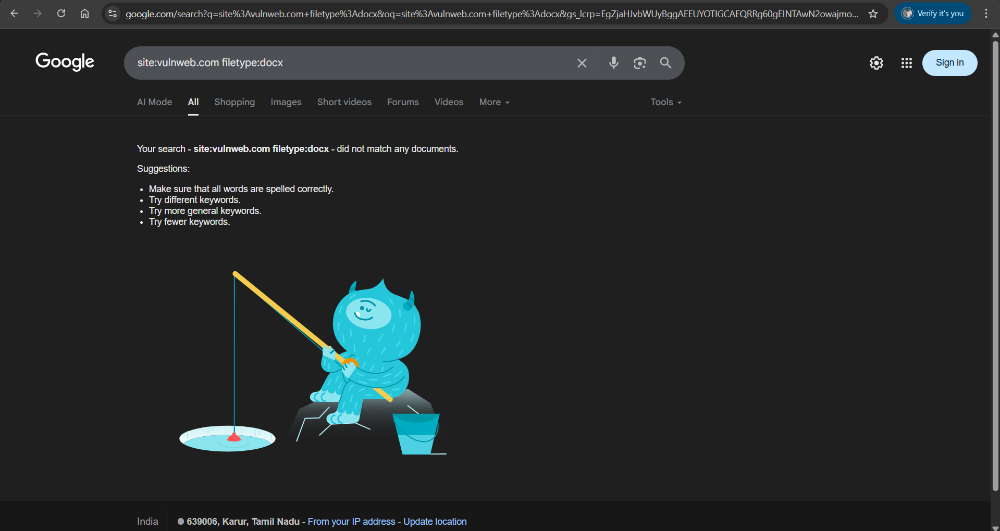 google.com/search?q=site%3Avulnweb.com+filetype%3Adocx&oq=site%3Avulnweb.com+filetype%3Adocx&gs_lcrp=EgZjaHJvbWUyBggAEEUYOTIGCAEQRRg60gEINTAwN2owajmo...
Verify it's you
Google
site:vulnweb.com filetype:docx
Sign in
AI Mode All Shopping Images Short videos Forums Videos More Tools
Your search - site:vulnweb.com filetype:docx - did not match any documents.
Suggestions:
• Make sure that all words are spelled correctly.
• Try different keywords.
• Try more general keywords.
• Try fewer keywords.
India 639006, Karur, Tamil Nadu - From your IP address - Update location